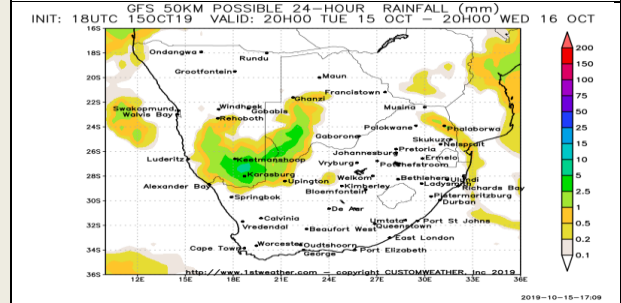 GFS 50KM POSSIBLE 24-HOUR RAINFALL (mm)
INIT: 18UTC 15OCT19 VALID: 20H00 TUE 15 OCT - 20H00 WED 16 OCT
16S
18S
20S
22S
24S
26S
28S
30S
32S
34S
36S
12E
15E
18E
21E
24E
27E
30E
33E
36E
Ondangwa
Rundu
Grootfontein
Maun
Francistown
Ghanzi
Windhoek
Gobabis
Musina
Swakopmund
Walvis Bay
Rehoboth
Polokwane
Phalaborwa
Gaborone
Skukuza
Nelspruit
Pretoria
Johannesburg
Luderitz
Keetmanshoop
Vryburg
Potchefstroom
Ermelo
Karasburg
Upington
Welkom
Bethlehem
Ulundi
Alexander Bay
Kimberley
Ladysmith
Richards Bay
Springbok
Bloemfontein
Pietermaritzburg
Durban
De Aar
Calvinia
Umtata
Port St Johns
Vredendal
Beaufort West
Queenstown
East London
Cape Town
Worcester
Oudtshoorn
George
Port Elizabeth
http://www.1stweather.com - copyright CUSTOMWEATHER, Inc 2019
200
150
100
75
50
25
15
10
5
2.5
1
0.5
0.2
0.1
2019-10-15-17:09